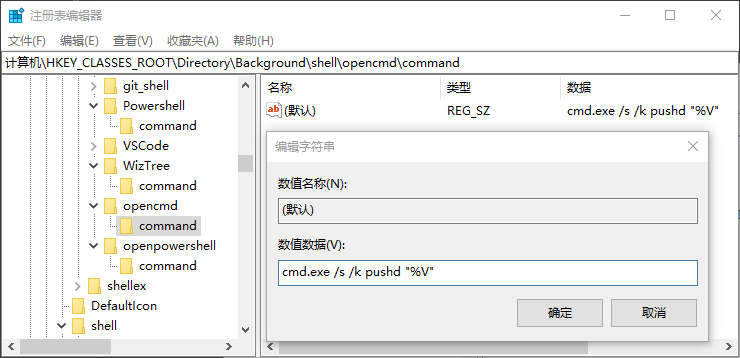 注册表编辑器
文件(F) 编辑(E) 查看(V) 收藏夹(A) 帮助(H)
计算机\HKEY_CLASSES_ROOT\Directory\Background\shell\opencmd\command
git_shell
Powershell
command
VSCode
WizTree
command
opencmd
command
openpowershell
command
shellex
DefaultIcon
shell
名称 类型 数据
ab (默认) REG_SZ cmd.exe /s /k pushd "%V"
编辑字符串
数值名称(N):
(默认)
数值数据(V):
cmd.exe /s /k pushd "%V"
确定 取消